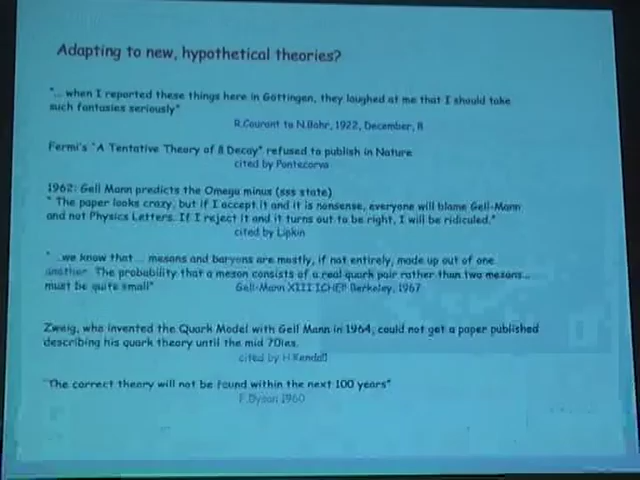 Adapting to new, hypothetical theories?
"... when I reported these things here in Gottingen, they laughed at me that I should take
such fantasies seriously"
R.Courant to N.Bohr, 1922, December, 8
Fermi's "A Tentative Theory of B Decay" refused to publish in Nature
cited by Pontecorvo
1962: Gell Mann predicts the Omega minus (sss state)
" The paper looks crazy, but if I accept it and it is nonsense, everyone will blame Gell-Mann
and not Physics Letters. If I reject it and it turns out to be right, I will be ridiculed."
cited by Lipkin
" ..we know that... mesons and baryons are mostly, if not entirely, made up out of one
another. The probability that a meson consists of a real quark pair rather than two mesons...
must be quite small" Gell-Mann XIII ICHEP Berkeley, 1967
Zweig, who invented the Quark Model with Gell Mann in 1964, could not get a paper published
describing his quark theory until the mid 70ies.
cited by H.Kendall
"The correct theory will not be found within the next 100 years"
F.Dyson 1960